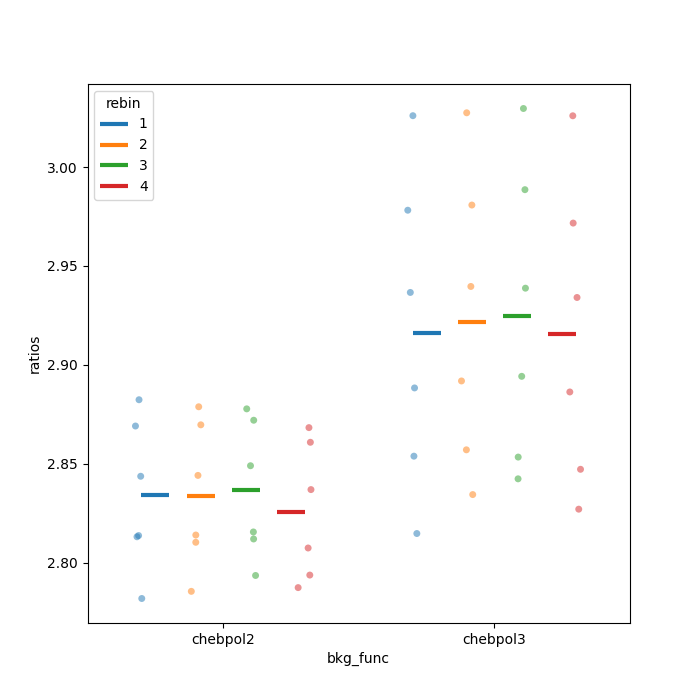 rebin
1
2
3
4
3.00
2.95
2.90
2.85
2.80
ratios
chebpol2
chebpol3
bkg_func